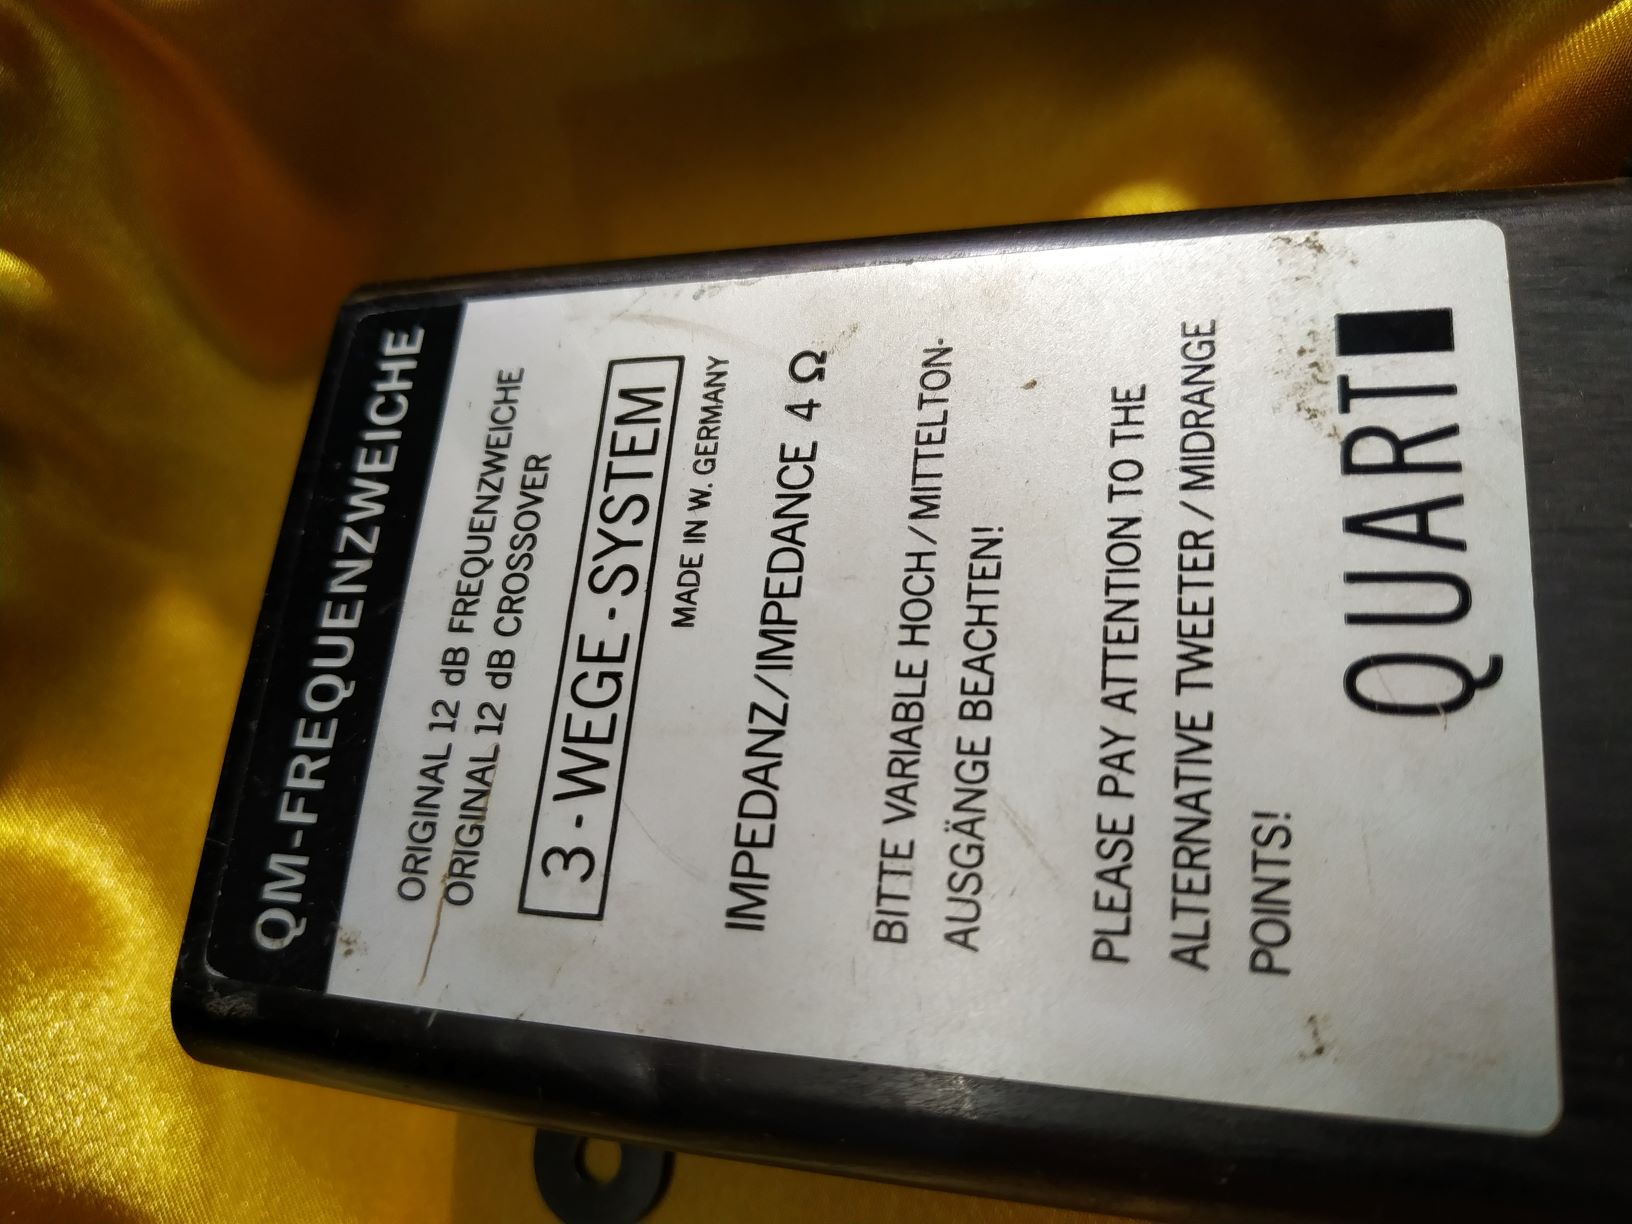 QM-FREQUENZWEICHE
ORIGINAL 12 dB FREQUENZWEICHE
ORIGINAL 12 dB CROSSOVER
3-WEGE-SYSTEM
MADE IN W. GERMANY
IMPEDANZ/IMPEDANCE 4 Ω
BITTE VARIABLE HOCH/MITTELTON-
AUSGÄNGE BEACHTEN!
PLEASE PAY ATTENTION TO THE
ALTERNATIVE TWEETER/MIDRANGE
POINTS!
QUART